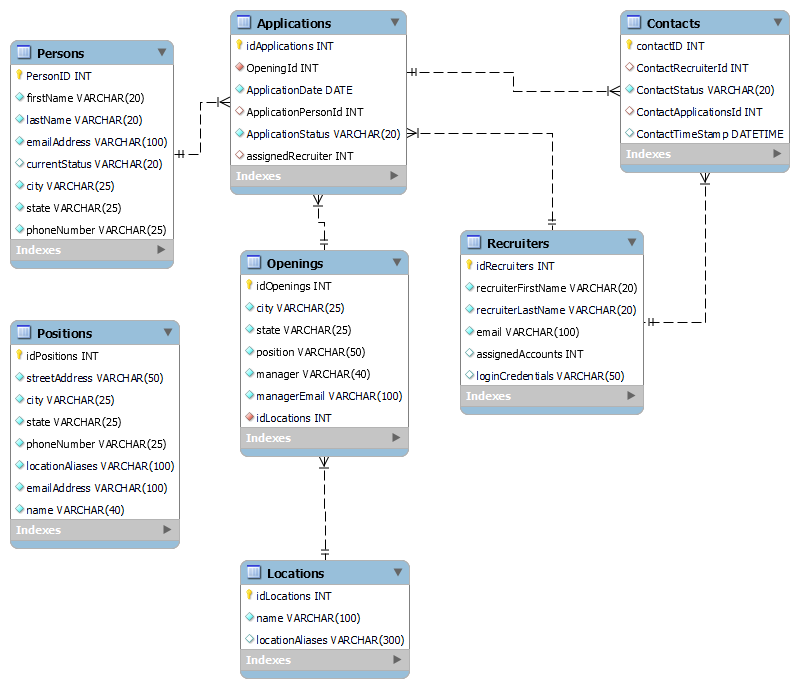 Persons
PersonID INT
firstName VARCHAR(20)
lastName VARCHAR(20)
emailAddress VARCHAR(100)
currentStatus VARCHAR(20)
city VARCHAR(25)
state VARCHAR(25)
phoneNumber VARCHAR(25)
Indexes
Applications
idApplications INT
OpeningId INT
ApplicationDate DATE
ApplicationPersonId INT
ApplicationStatus VARCHAR(20)
assignedRecruiter INT
Indexes
Contacts
contactID INT
ContactRecruiterId INT
ContactStatus VARCHAR(20)
ContactApplicationsId INT
ContactTimeStamp DATETIME
Indexes
Recruiters
idRecruiters INT
recruiterFirstName VARCHAR(20)
recruiterLastName VARCHAR(20)
email VARCHAR(100)
assignedAccounts INT
loginCredentials VARCHAR(50)
Indexes
Openings
idOpenings INT
city VARCHAR(25)
state VARCHAR(25)
position VARCHAR(50)
manager VARCHAR(40)
managerEmail VARCHAR(100)
idLocations INT
Indexes
Positions
idPositions INT
streetAddress VARCHAR(50)
city VARCHAR(25)
state VARCHAR(25)
phoneNumber VARCHAR(25)
locationAliases VARCHAR(100)
emailAddress VARCHAR(100)
name VARCHAR(40)
Indexes
Locations
idLocations INT
name VARCHAR(100)
locationAliases VARCHAR(300)
Indexes